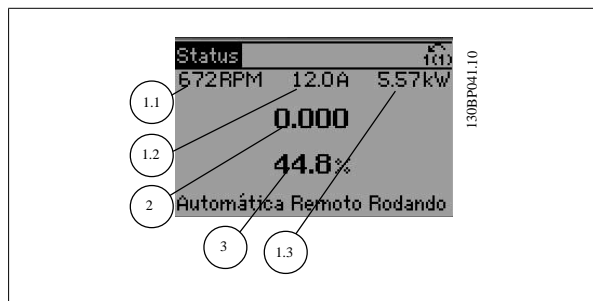 Status 1(1)
672RPM 12.0A 5.57kW
0.000
44.8%
Automática Remoto Rodando
1.1
1.2
2
3
1.3
130BP041.10